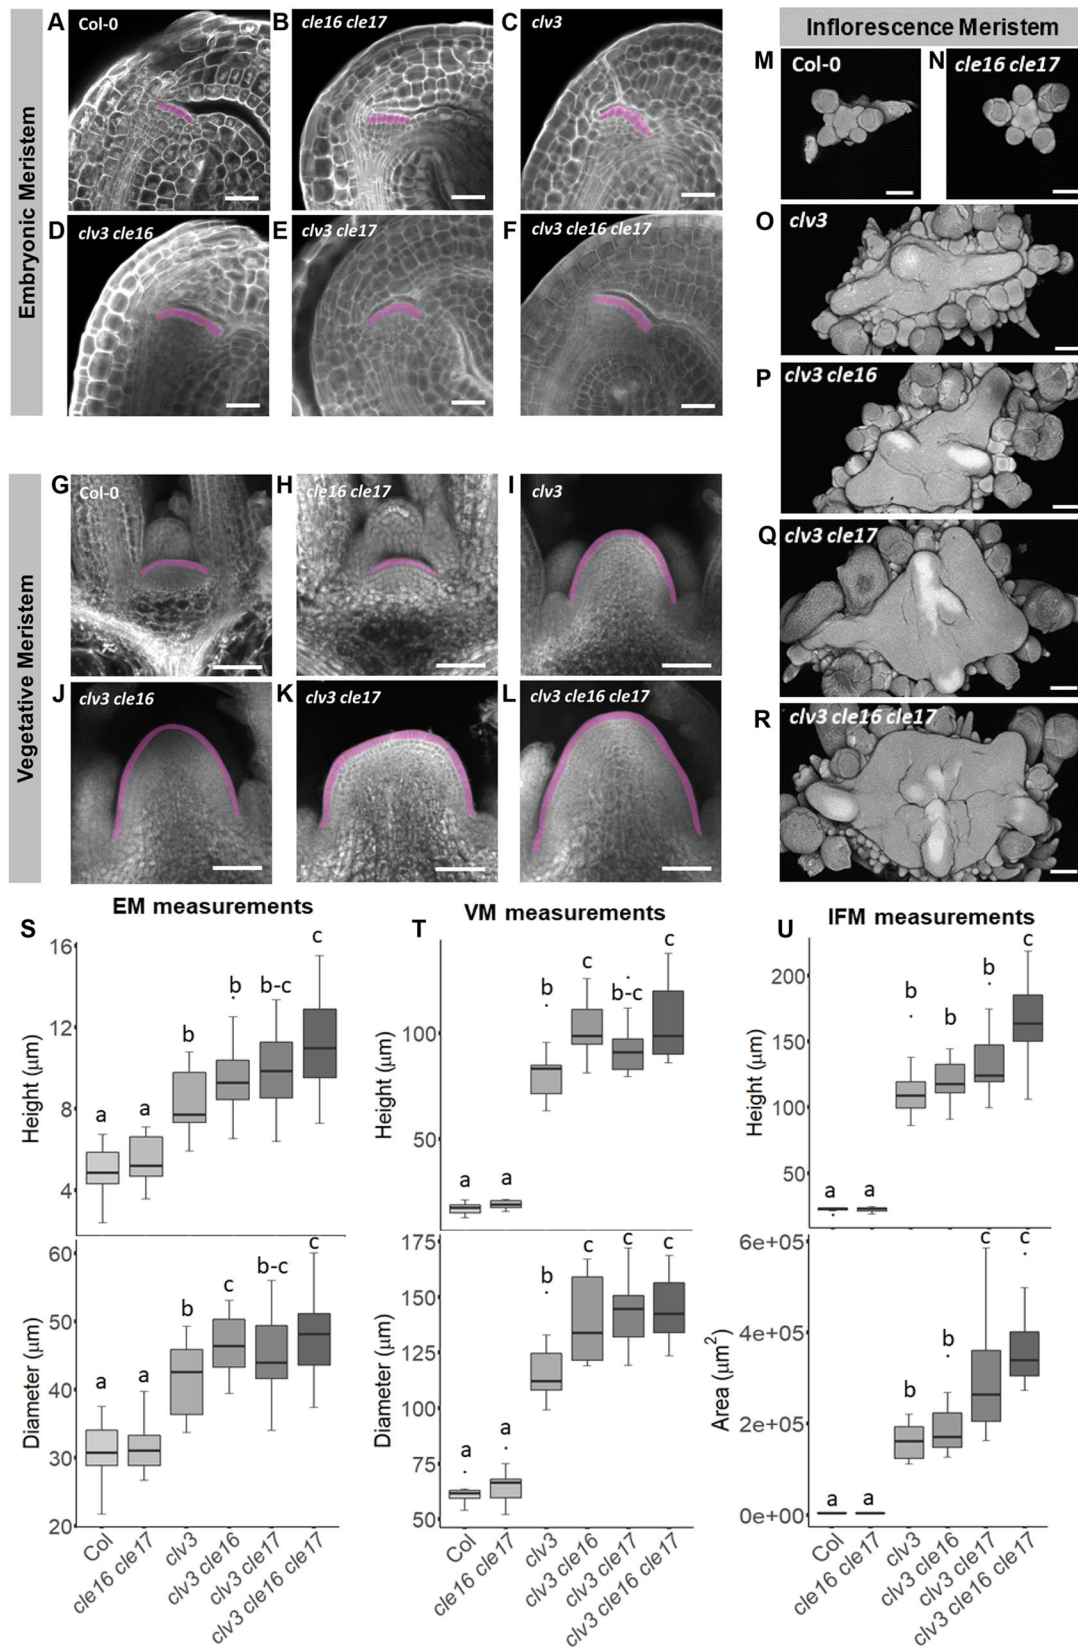 Embryonic Meristem
A Col-0
B cle16 cle17
C clv3
D clv3 cle16
E clv3 cle17
F clv3 cle16 cle17
Vegetative Meristem
G Col-0
H cle16 cle17
I clv3
J clv3 cle16
K clv3 cle17
L clv3 cle16 cle17
Inflorescence Meristem
M Col-0
N cle16 cle17
O clv3
P clv3 cle16
Q clv3 cle17
R clv3 cle16 cle17
S EM measurements
Height (µm)
16
12
8
4
a a b b b-c c
Diameter (µm)
60
50
40
30
20
a a b c b-c c
Col
cle16 cle17
clv3
clv3 cle16
clv3 cle17
clv3 cle16 cle17
T VM measurements
Height (µm)
100
50
a a b c b-c c
Diameter (µm)
175
150
125
100
75
50
a a b c c c
Col
cle16 cle17
clv3
clv3 cle16
clv3 cle17
clv3 cle16 cle17
U IFM measurements
Height (µm)
200
150
100
50
a a b b b c
Area (µm²)
6e+05
4e+05
2e+05
0e+00
a a b b c c
Col
cle16 cle17
clv3
clv3 cle16
clv3 cle17
clv3 cle16 cle17